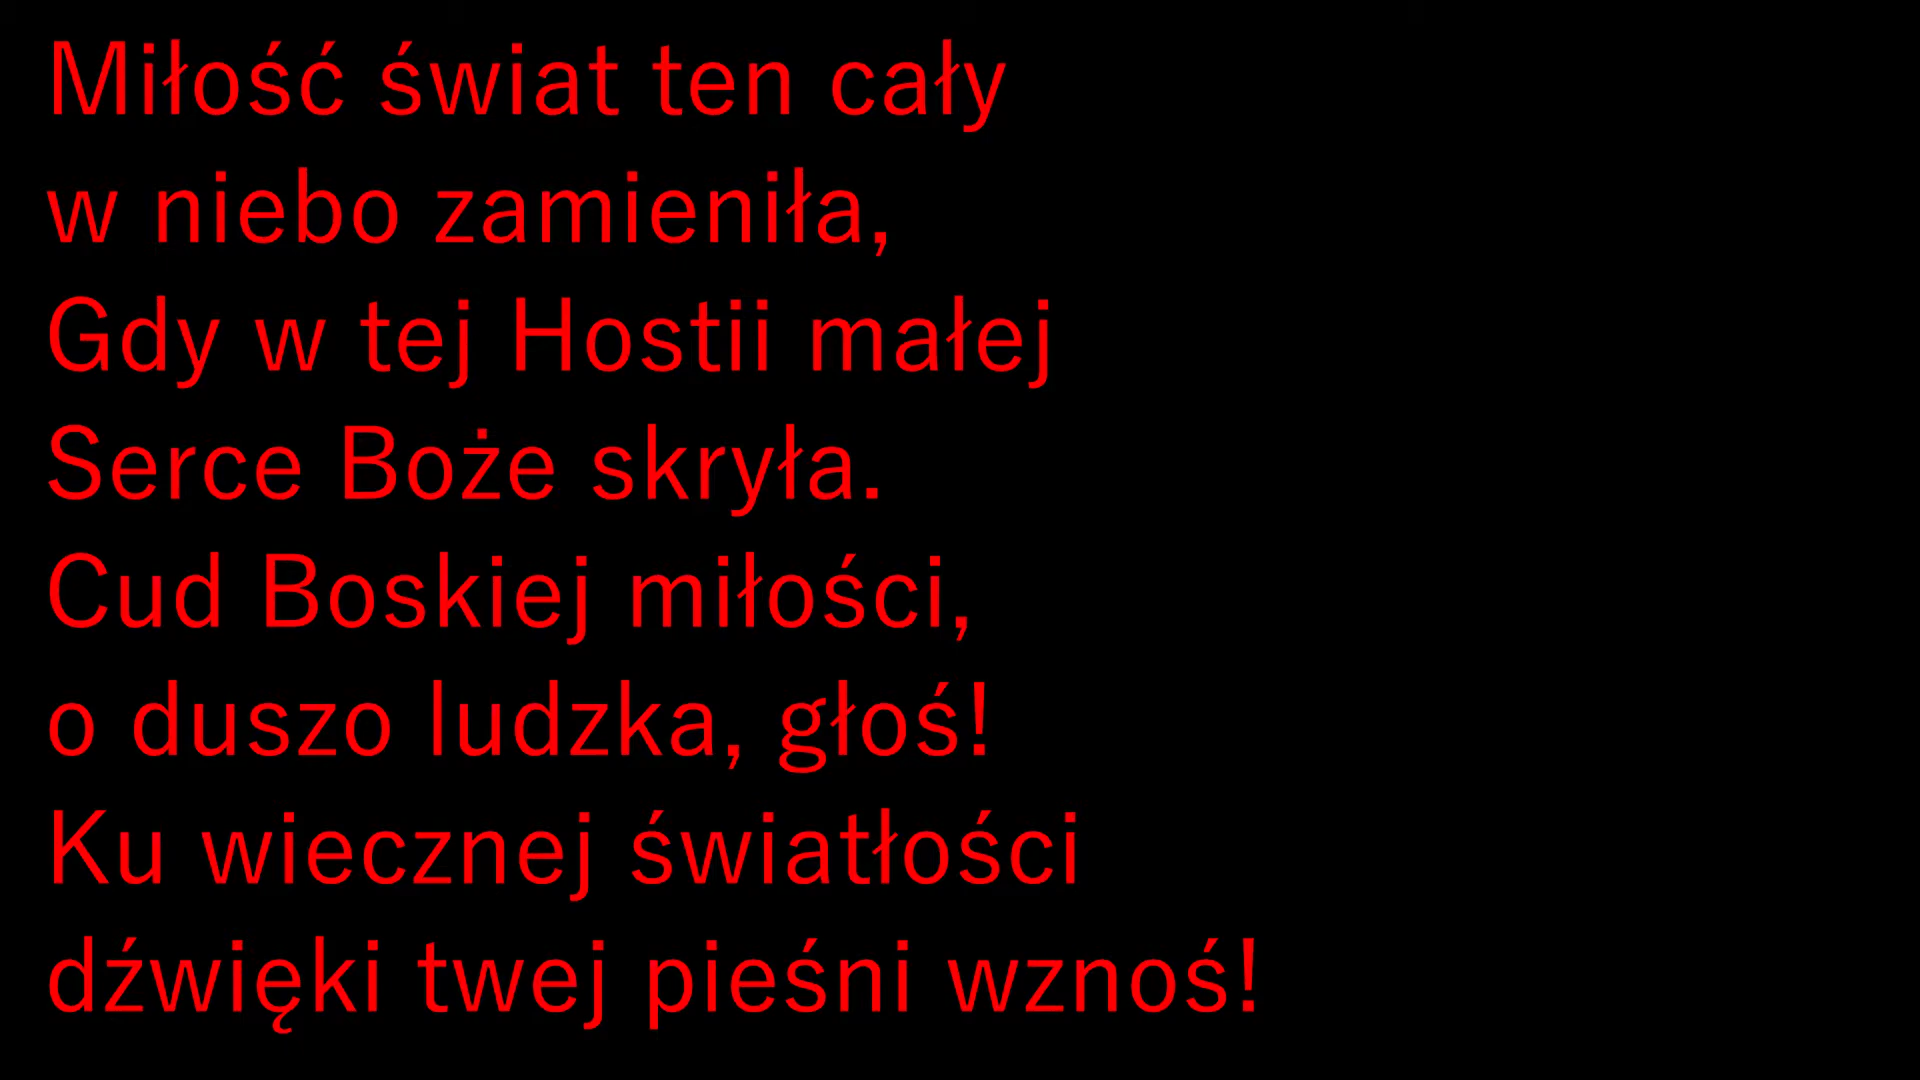 Miłość świat ten cały
w niebo zamieniła,
Gdy w tej Hostii małej
Serce Boże skryła.
Cud Boskiej miłości,
o duszo ludzka, głoś!
Ku wiecznej światłości
dźwięki twej pieśni wznoś!